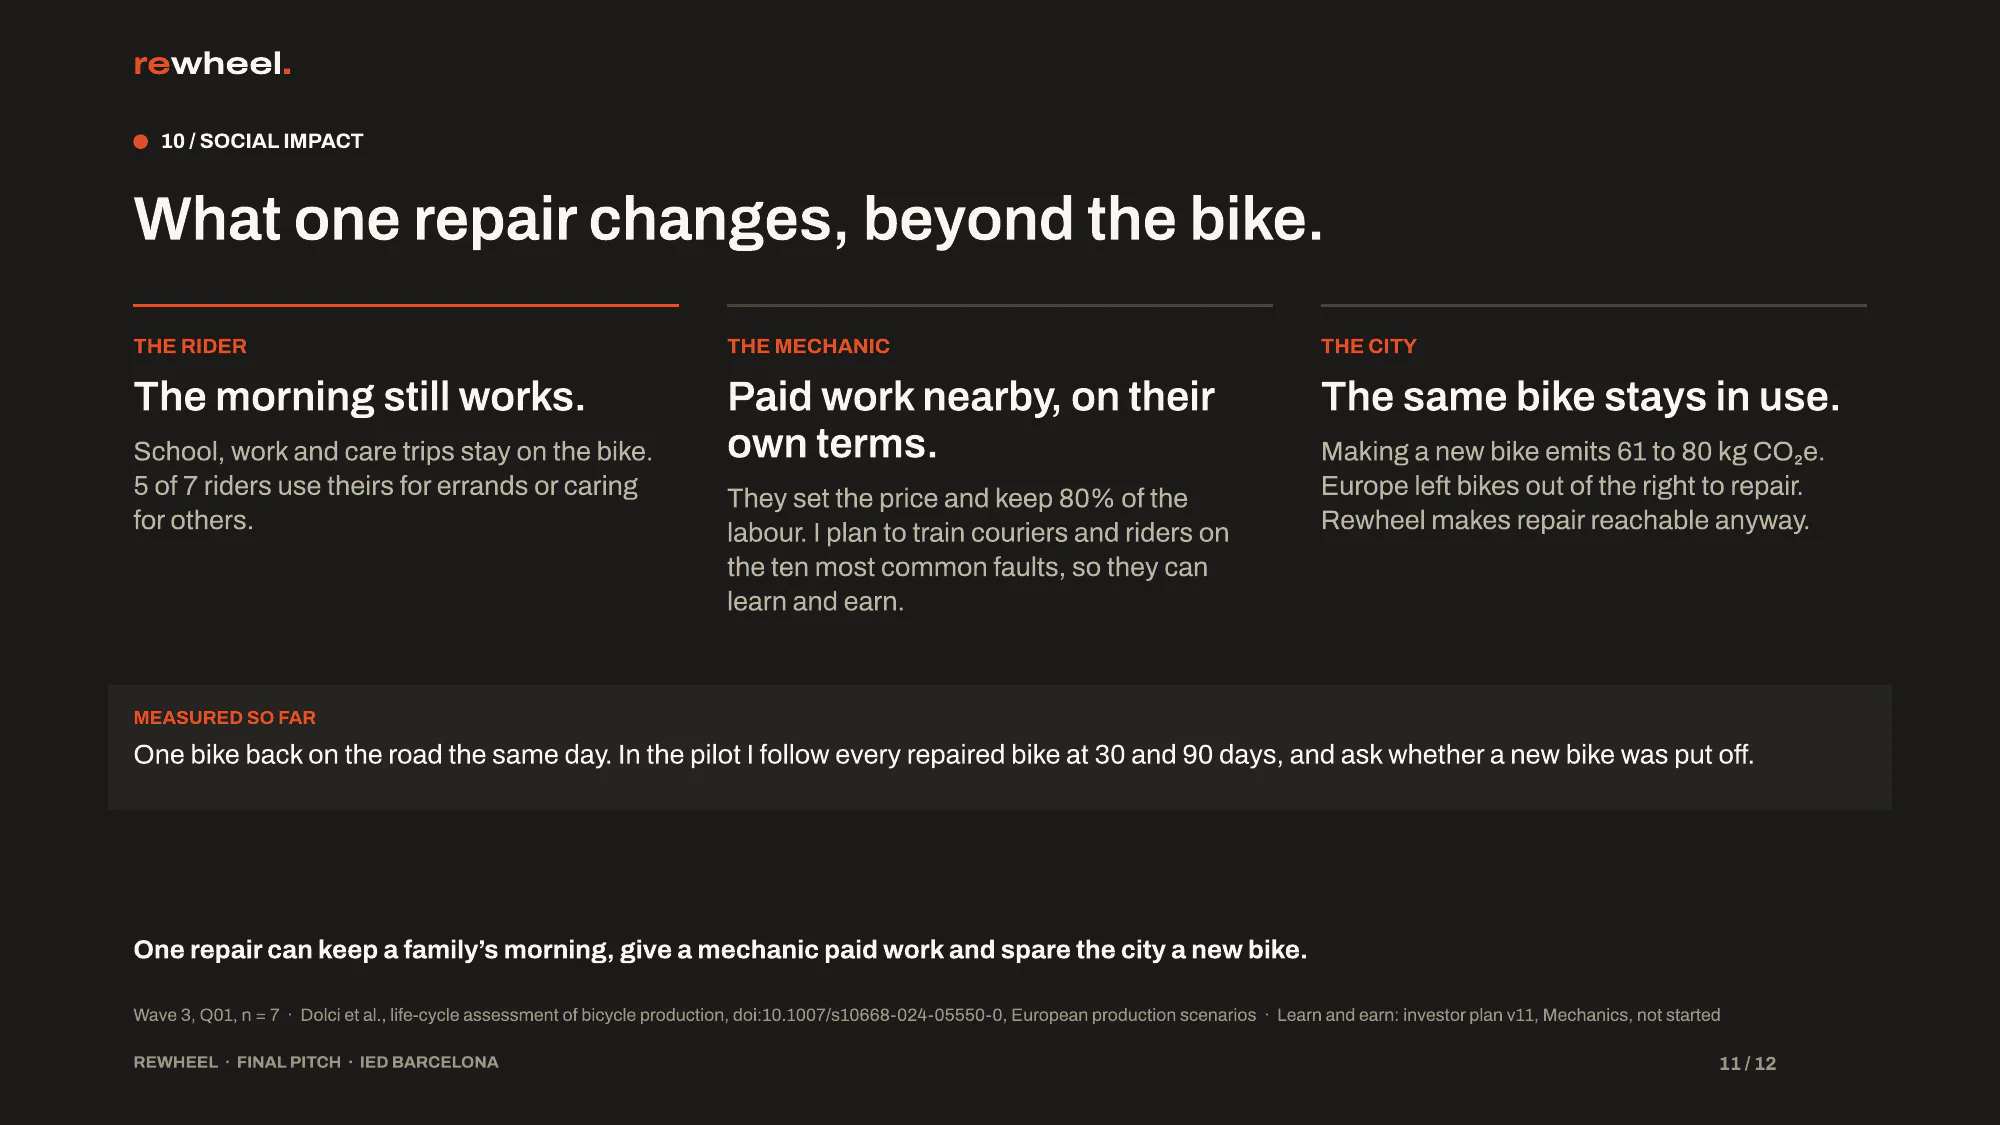 rewheel.
10 / SOCIAL IMPACT
What one repair changes, beyond the bike.
THE RIDER
The morning still works.
School, work and care trips stay on the bike.
5 of 7 riders use theirs for errands or caring
for others.
THE MECHANIC
Paid work nearby, on their
own terms.
They set the price and keep 80% of the
labour. I plan to train couriers and riders on
the ten most common faults, so they can
learn and earn.
THE CITY
The same bike stays in use.
Making a new bike emits 61 to 80 kg CO₂e.
Europe left bikes out of the right to repair.
Rewheel makes repair reachable anyway.
MEASURED SO FAR
One bike back on the road the same day. In the pilot I follow every repaired bike at 30 and 90 days, and ask whether a new bike was put off.
One repair can keep a family’s morning, give a mechanic paid work and spare the city a new bike.
Wave 3, Q01, n = 7 · Dolci et al., life-cycle assessment of bicycle production, doi:10.1007/s10668-024-05550-0, European production scenarios · Learn and earn: investor plan v11, Mechanics, not started
REWHEEL · FINAL PITCH · IED BARCELONA
11 / 12